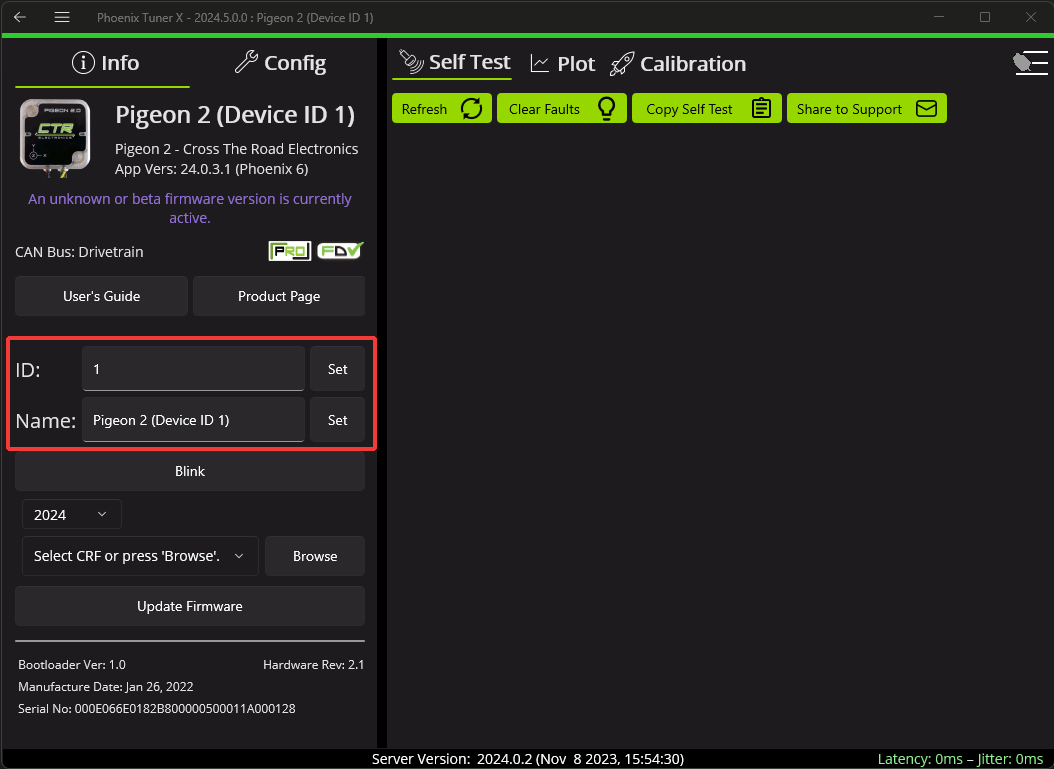 Phoenix Tuner X - 2024.5.0.0 : Pigeon 2 (Device ID 1)
Info
Config
Self Test
Plot
Calibration
Refresh
Clear Faults
Copy Self Test
Share to Support
PIGEON 2.0
CTR
ELECTRONICS
Pigeon 2 (Device ID 1)
Pigeon 2 - Cross The Road Electronics
App Vers: 24.0.3.1 (Phoenix 6)
An unknown or beta firmware version is currently
active.
CAN Bus: Drivetrain
PRO
FD
User's Guide
Product Page
ID:
1
Set
Name:
Pigeon 2 (Device ID 1)
Set
Blink
2024
Select CRF or press 'Browse'.
Browse
Update Firmware
Bootloader Ver: 1.0
Hardware Rev: 2.1
Manufacture Date: Jan 26, 2022
Serial No: 000E066E0182B800000500011A000128
Server Version: 2024.0.2 (Nov 8 2023, 15:54:30)
Latency: 0ms – Jitter: 0ms